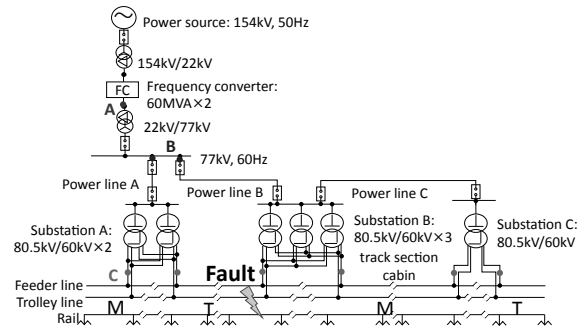 Power source: 154kV, 50Hz
154kV/22kV
FC
Frequency converter:
60MVA×2
A
22kV/77kV
B
77kV, 60Hz
Power line A
Power line B
Power line C
Substation A:
80.5kV/60kV×2
Substation B:
80.5kV/60kV×3
track section
cabin
Substation C:
80.5kV/60kV
C
Fault
Feeder line
Trolley line
M
T
M
T
Rail